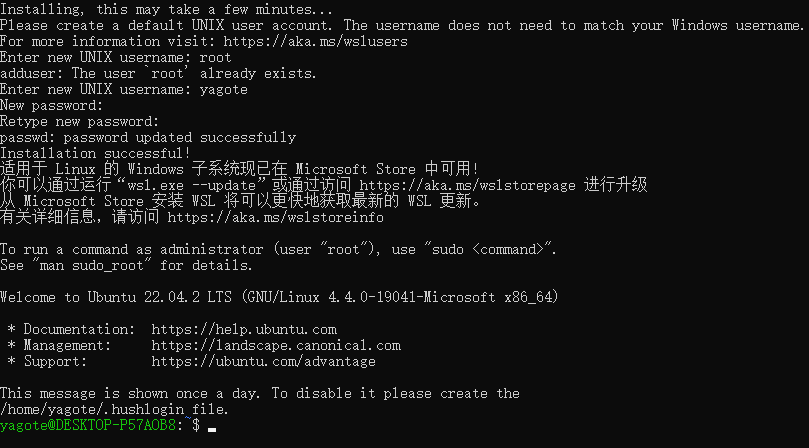 Installing, this may take a few minutes...
Please create a default UNIX user account. The username does not need to match your Windows username.
For more information visit: https://aka.ms/wslusers
Enter new UNIX username: root
adduser: The user `root' already exists.
Enter new UNIX username: yagote
New password:
Retype new password:
passwd: password updated successfully
Installation successful!
适用于 Linux 的 Windows 子系统现已在 Microsoft Store 中可用!
你可以通过运行“wsl.exe --update”或通过访问 https://aka.ms/wslstorepage 进行升级
从 Microsoft Store 安装 WSL 将可以更快地获取最新的 WSL 更新。
有关详细信息，请访问 https://aka.ms/wslstoreinfo
To run a command as administrator (user "root"), use "sudo <command>".
See "man sudo_root" for details.
Welcome to Ubuntu 22.04.2 LTS (GNU/Linux 4.4.0-19041-Microsoft x86_64)
* Documentation:  https://help.ubuntu.com
* Management:     https://landscape.canonical.com
* Support:        https://ubuntu.com/advantage
This message is shown once a day. To disable it please create the
/home/yagote/.hushlogin file.
yagote@DESKTOP-P57AOB8:~$ _